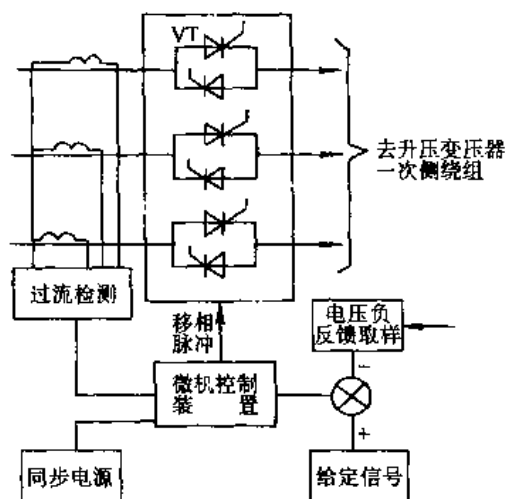 VT
去升压变压器
一次侧绕组
过流检测
移相
脉冲
电压负
反馈取样
微机控制
装 置
−
+
同步电源
给定信号